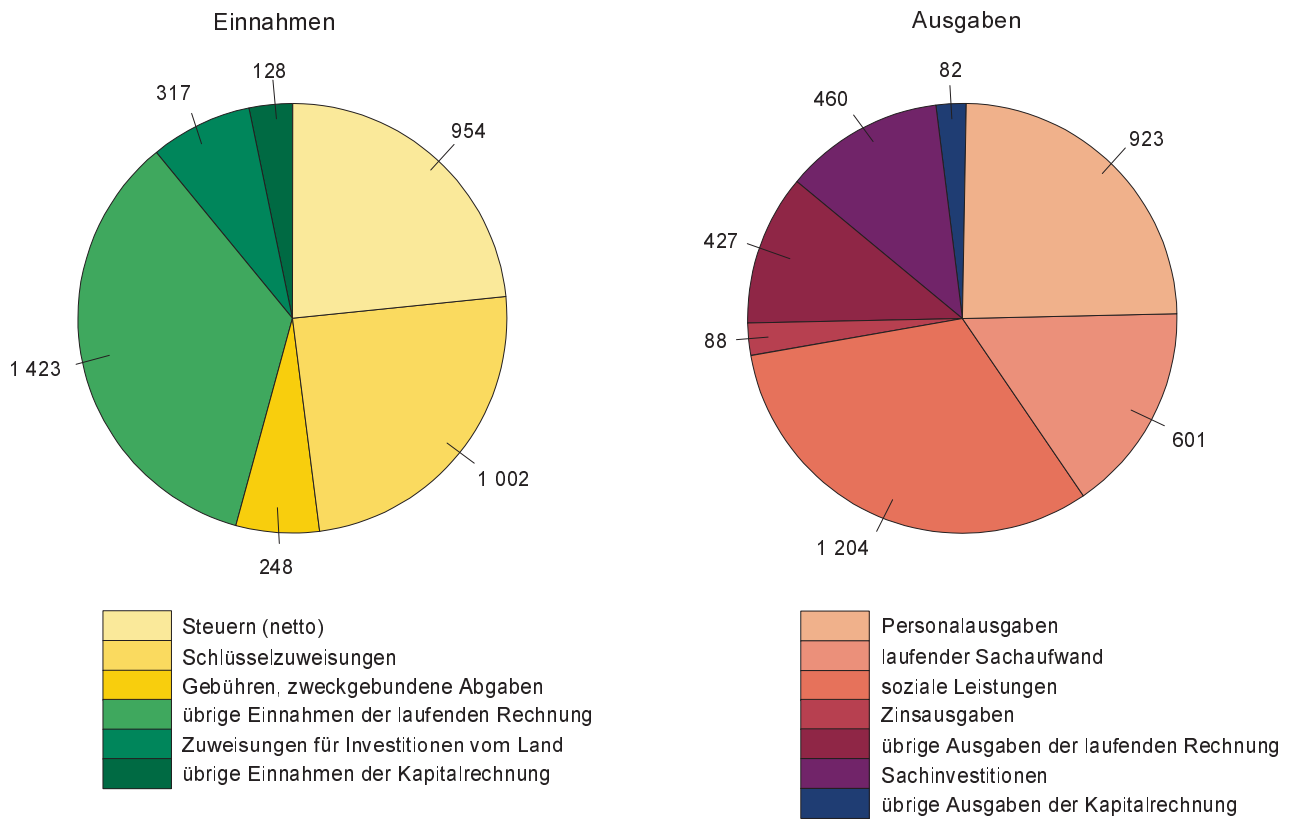 Einnahmen
128
317
954
1 423
1 002
248
Steuern (netto)
Schlüsselzuweisungen
Gebühren, zweckgebundene Abgaben
übrige Einnahmen der laufenden Rechnung
Zuweisungen für Investitionen vom Land
übrige Einnahmen der Kapitalrechnung
Ausgaben
82
460
923
427
88
601
1 204
Personalausgaben
laufender Sachaufwand
soziale Leistungen
Zinsausgaben
übrige Ausgaben der laufenden Rechnung
Sachinvestitionen
übrige Ausgaben der Kapitalrechnung